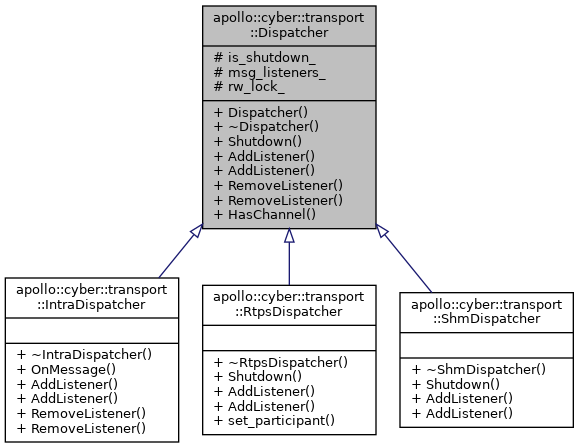 apollo::cyber::transport
::Dispatcher
# is_shutdown_
# msg_listeners_
# rw_lock_
+ Dispatcher()
+ ~Dispatcher()
+ Shutdown()
+ AddListener()
+ AddListener()
+ RemoveListener()
+ RemoveListener()
+ HasChannel()
apollo::cyber::transport
::IntraDispatcher
+ ~IntraDispatcher()
+ OnMessage()
+ AddListener()
+ AddListener()
+ RemoveListener()
+ RemoveListener()
apollo::cyber::transport
::RtpsDispatcher
+ ~RtpsDispatcher()
+ Shutdown()
+ AddListener()
+ AddListener()
+ set_participant()
apollo::cyber::transport
::ShmDispatcher
+ ~ShmDispatcher()
+ Shutdown()
+ AddListener()
+ AddListener()